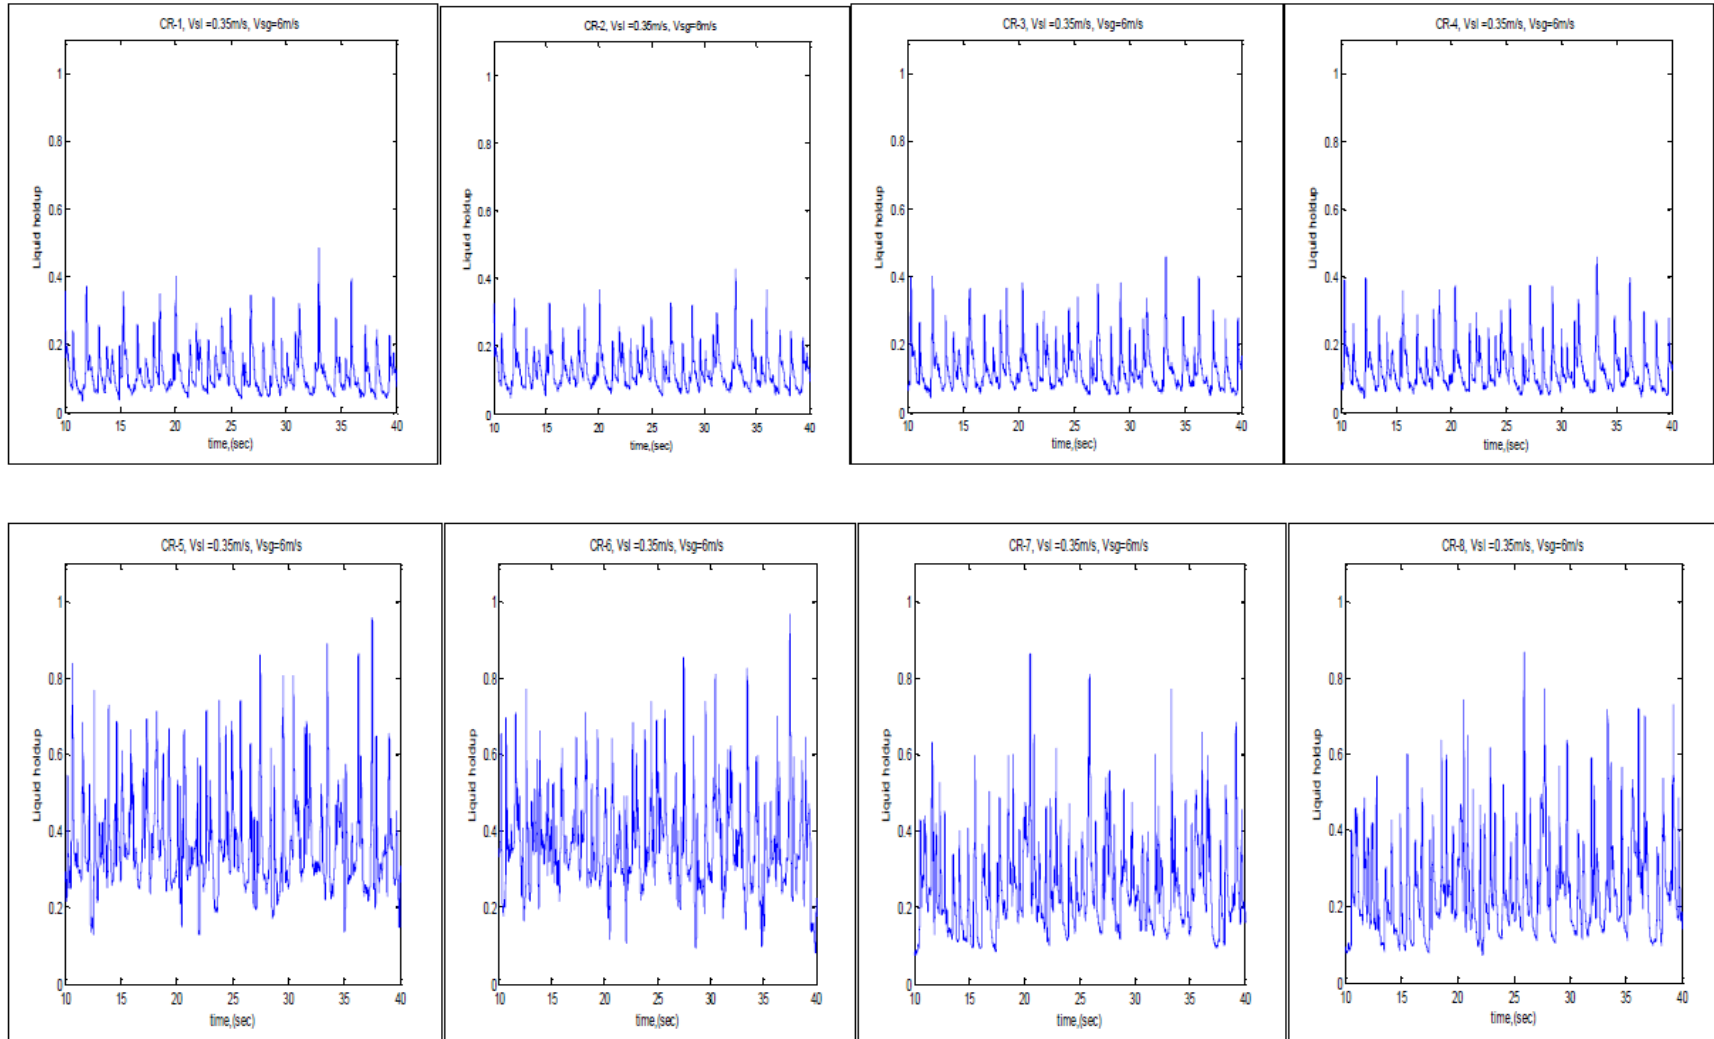 CR-1, Vsl =0.35m/s, Vsg=6m/s
Liquid holdup
1
0.8
0.6
0.4
0.2
0
10 15 20 25 30 35 40
time,(sec)
CR-2, Vsl =0.35m/s, Vsg=6m/s
Liquid holdup
1
0.8
0.6
0.4
0.2
0
10 15 20 25 30 35 40
time,(sec)
CR-3, Vsl =0.35m/s, Vsg=6m/s
Liquid holdup
1
0.8
0.6
0.4
0.2
0
10 15 20 25 30 35 40
time,(sec)
CR-4, Vsl =0.35m/s, Vsg=6m/s
Liquid holdup
1
0.8
0.6
0.4
0.2
0
10 15 20 25 30 35 40
time,(sec)
CR-5, Vsl =0.35m/s, Vsg=6m/s
Liquid holdup
1
0.8
0.6
0.4
0.2
0
10 15 20 25 30 35 40
time,(sec)
CR-6, Vsl =0.35m/s, Vsg=6m/s
Liquid holdup
1
0.8
0.6
0.4
0.2
0
10 15 20 25 30 35 40
time,(sec)
CR-7, Vsl =0.35m/s, Vsg=6m/s
Liquid holdup
1
0.8
0.6
0.4
0.2
0
10 15 20 25 30 35 40
time,(sec)
CR-8, Vsl =0.35m/s, Vsg=6m/s
Liquid holdup
1
0.8
0.6
0.4
0.2
0
10 15 20 25 30 35 40
time,(sec)